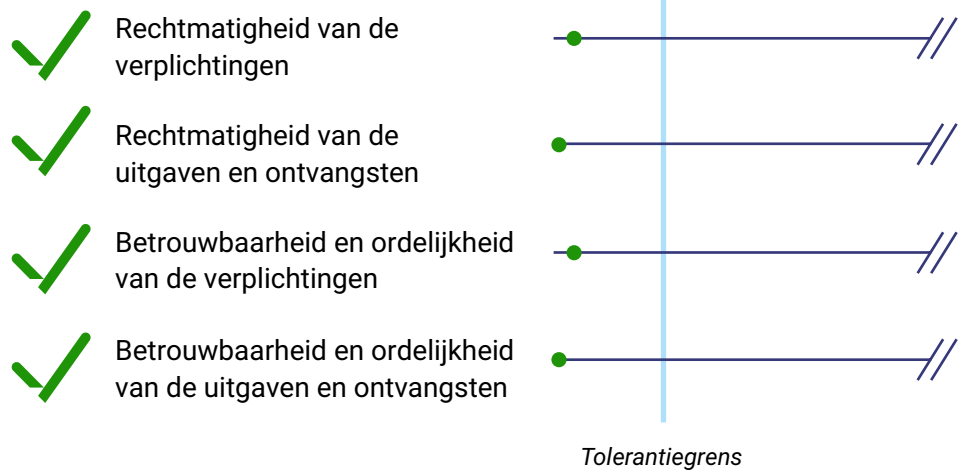 Rechtmatigheid van de
verplichtingen
Rechtmatigheid van de
uitgaven en ontvangsten
Betrouwbaarheid en ordelijkheid
van de verplichtingen
Betrouwbaarheid en ordelijkheid
van de uitgaven en ontvangsten
Tolerantiegrens